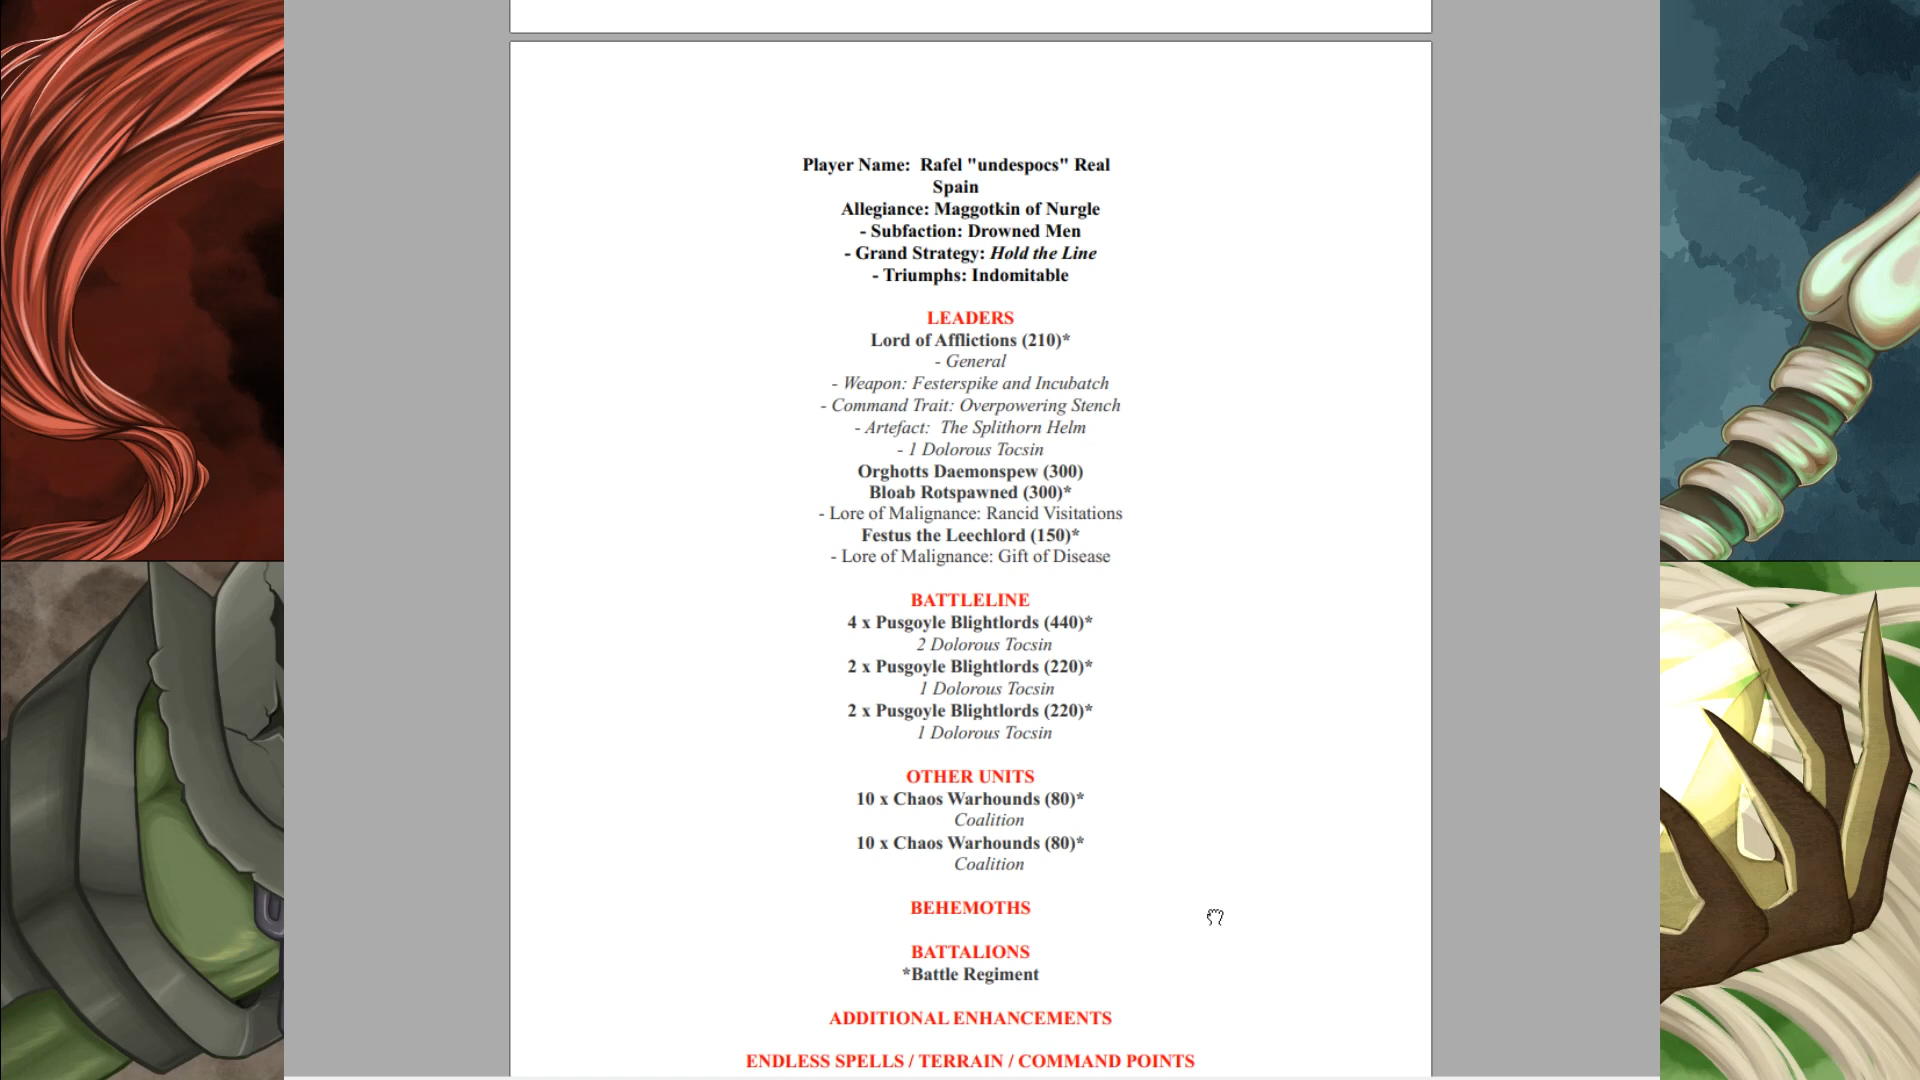 Player Name: Rafel "undespocs" Real
Spain
Allegiance: Maggotkin of Nurgle
- Subfaction: Drowned Men
- Grand Strategy: Hold the Line
- Triumphs: Indomitable
LEADERS
Lord of Afflictions (210)*
- General
- Weapon: Festerspike and Incubatch
- Command Trait: Overpowering Stench
- Artefact: The Splithorn Helm
- 1 Dolorous Tocsin
Orghotts Daemonspew (300)
Bloab Rotspawned (300)*
- Lore of Malignance: Rancid Visitations
Festus the Leechlord (150)*
- Lore of Malignance: Gift of Disease
BATTLELINE
4 x Pusgoyle Blightlords (440)*
2 Dolorous Tocsin
2 x Pusgoyle Blightlords (220)*
1 Dolorous Tocsin
2 x Pusgoyle Blightlords (220)*
1 Dolorous Tocsin
OTHER UNITS
10 x Chaos Warhounds (80)*
Coalition
10 x Chaos Warhounds (80)*
Coalition
BEHEMOTHS
BATTALIONS
*Battle Regiment
ADDITIONAL ENHANCEMENTS
ENDLESS SPELLS / TERRAIN / COMMAND POINTS